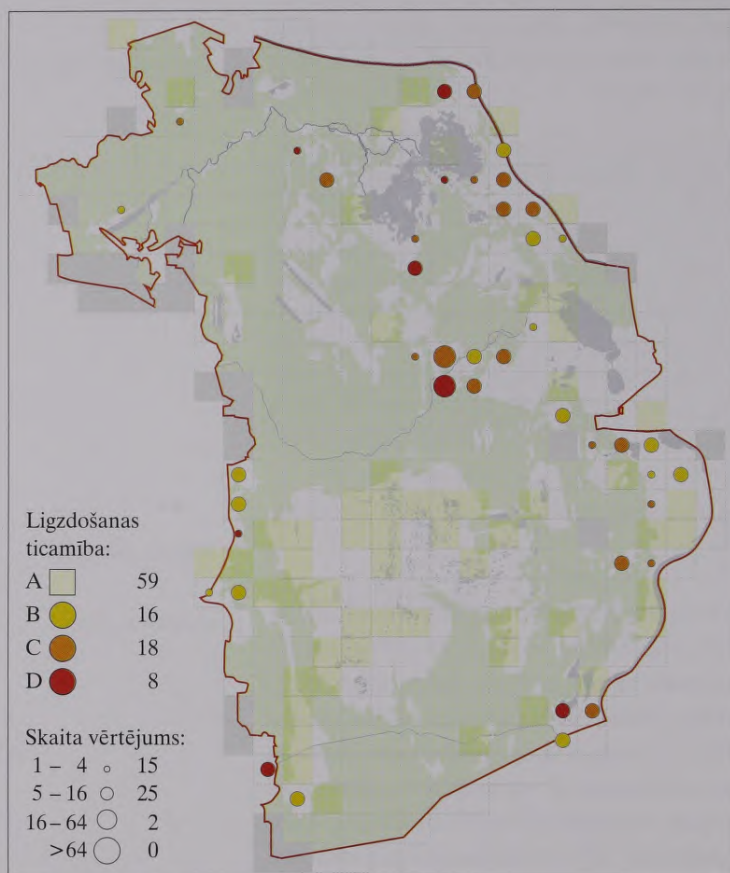 Ligzdošanas
ticamība:
A 59
B 16
C 18
D 8
Skaita vērtējums:
1 – 4 15
5 – 16 25
16 – 64 2
>64 0